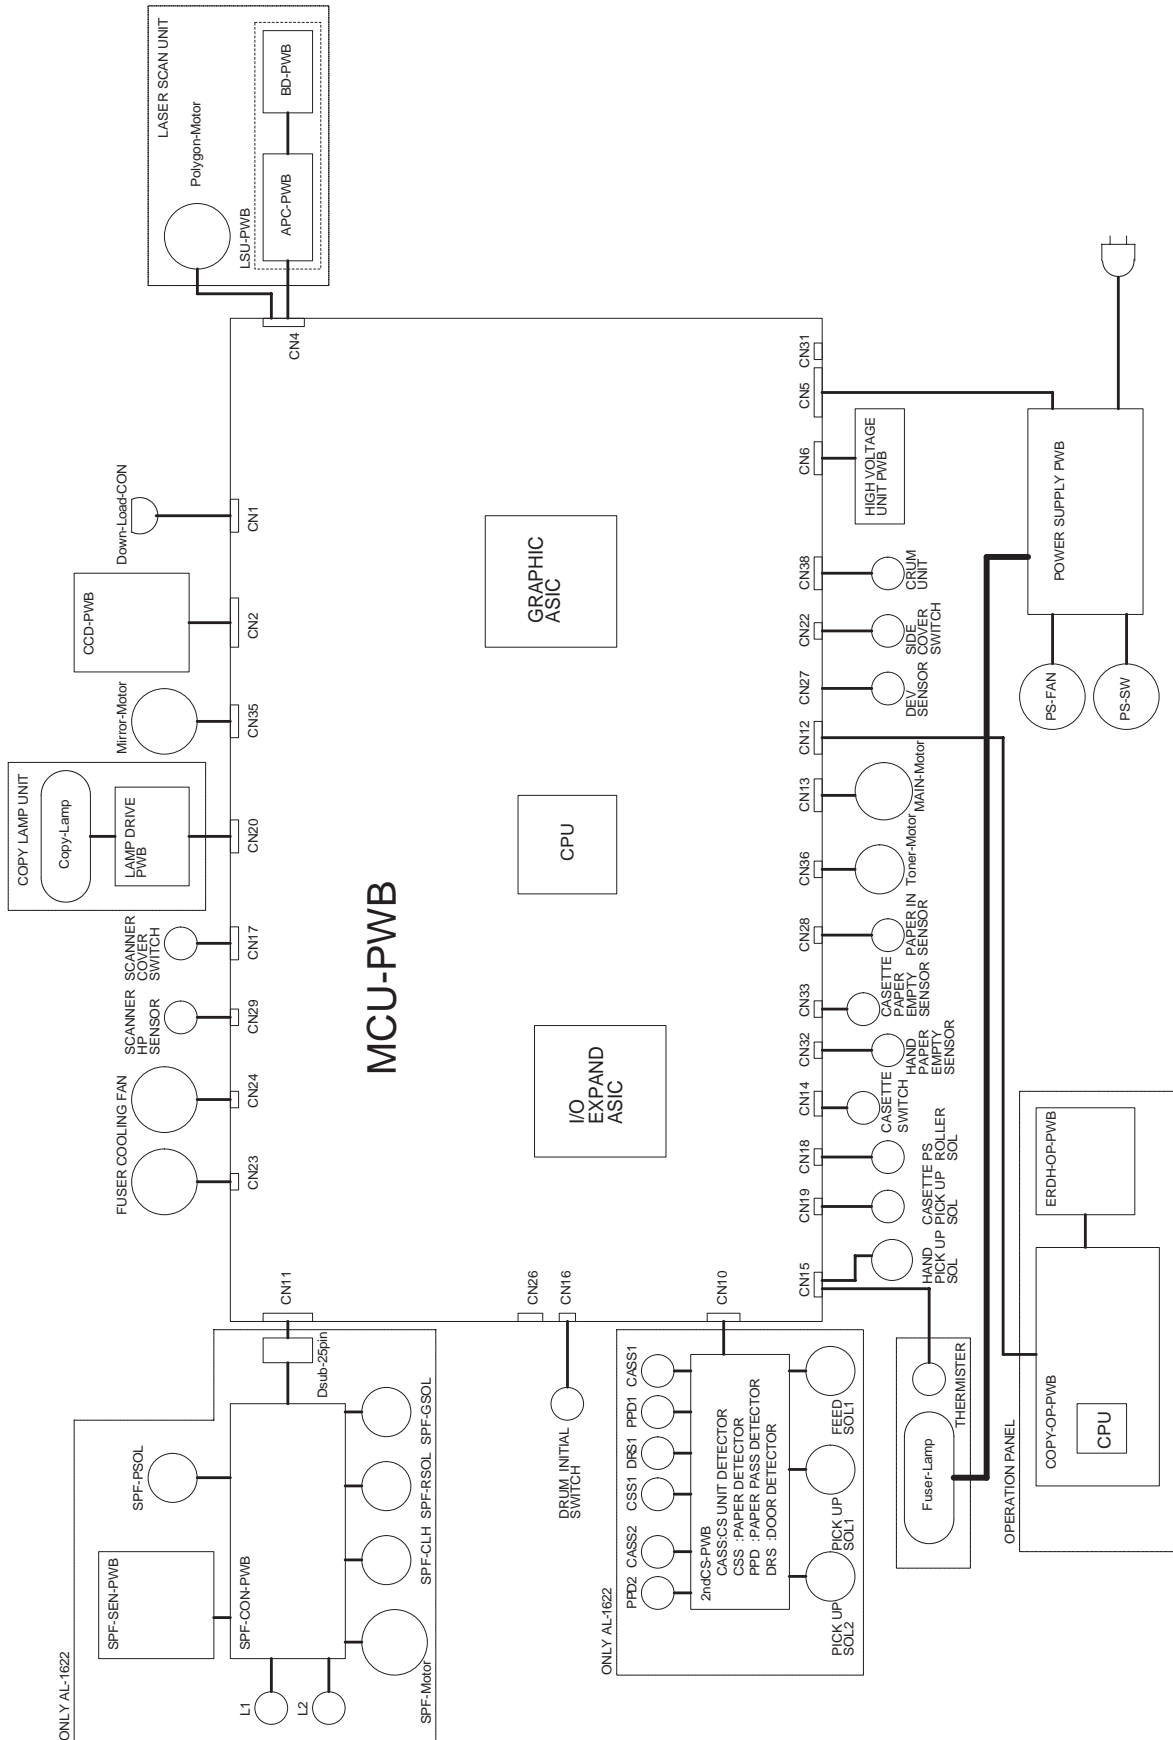 ONLY AL-1622
SPF-SEN-PWB
SPF-PSOL
SPF-CON-PWB
L1
L2
SPF-Motor
SPF-CLH
SPF-RSOL
SPF-GSOL
Dsub-25pin
CN11
FUSER COOLING FAN
CN23
CN24
SCANNER
HP
SENSOR
CN29
SCANNER
COVER
SWITCH
CN17
COPY LAMP UNIT
Copy-Lamp
LAMP DRIVE
PWB
CN20
Mirror-Motor
CN35
CCD-PWB
CN2
Down-Load-CON
CN1
LASER SCAN UNIT
Polygon-Motor
LSU-PWB
APC-PWB
BD-PWB
CN4
MCU-PWB
I/O
EXPAND
ASIC
CPU
GRAPHIC
ASIC
CN26
CN16
DRUM INITIAL
SWITCH
CN10
ONLY AL-1622
PPD2
CASS2
CSS1
DRS1
PPD1
CASS1
2ndCS-PWB
CASS:CS UNIT DETECTOR
CSS :PAPER DETECTOR
PPD :PAPER PASS DETECTOR
DRS :DOOR DETECTOR
PICK UP
SOL2
PICK UP
SOL1
FEED
SOL1
CN15
CN19
CN18
CN14
CN32
CN33
CN28
CN36
CN13
CN12
CN27
CN22
CN38
CN6
CN5
CN31
HAND
PICK UP
SOL
CASETTE
PICK UP
SOL
PS
ROLLER
SOL
CASETTE
SWITCH
HAND
PAPER
EMPTY
SENSOR
CASETTE
PAPER
EMPTY
SENSOR
PAPER IN
SENSOR
Toner-Motor
MAIN-Motor
DEV
SENSOR
SIDE
COVER
SWITCH
CRUM
UNIT
HIGH VOLTAGE
UNIT PWB
Fuser-Lamp
THERMISTER
OPERATION PANEL
COPY-OP-PWB
CPU
ERDH-OP-PWB
PS-FAN
PS-SW
POWER SUPPLY PWB